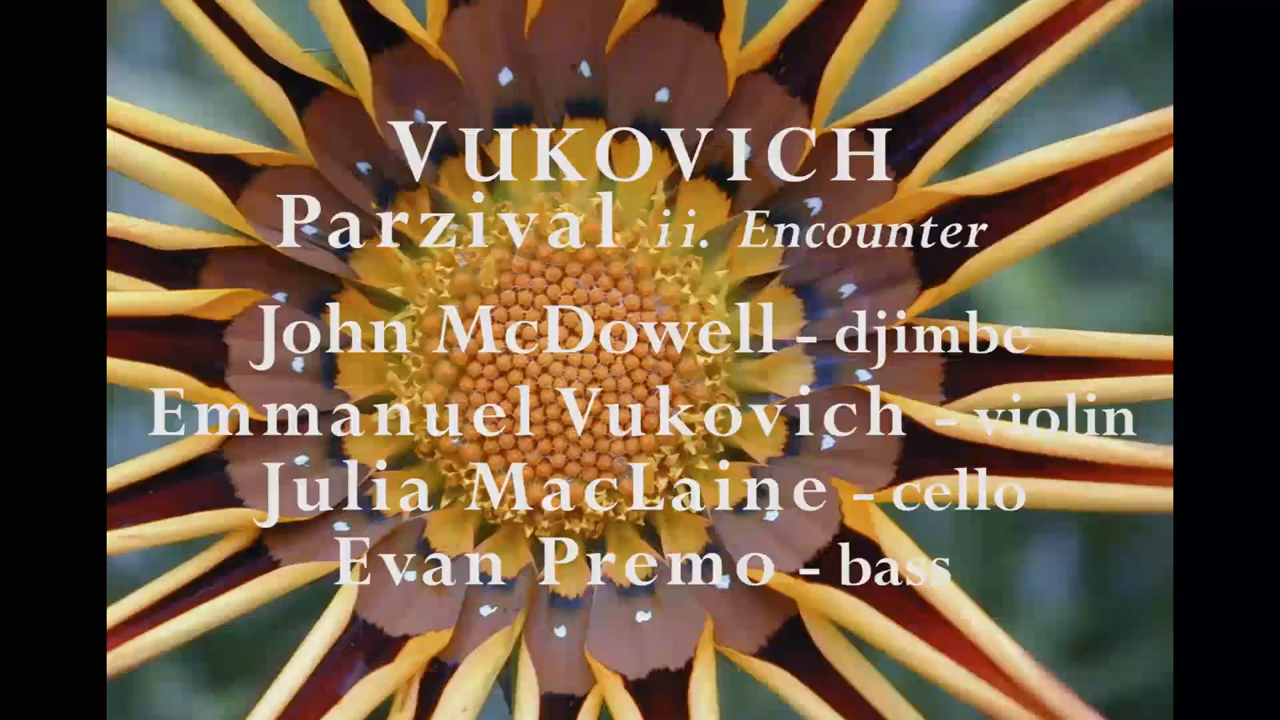 VUKOVICH
Parzival ii. Encounter
John McDowell - djimbe
Emmanuel Vukovich - violin
Julia MacLaine - cello
Evan Premo - bass